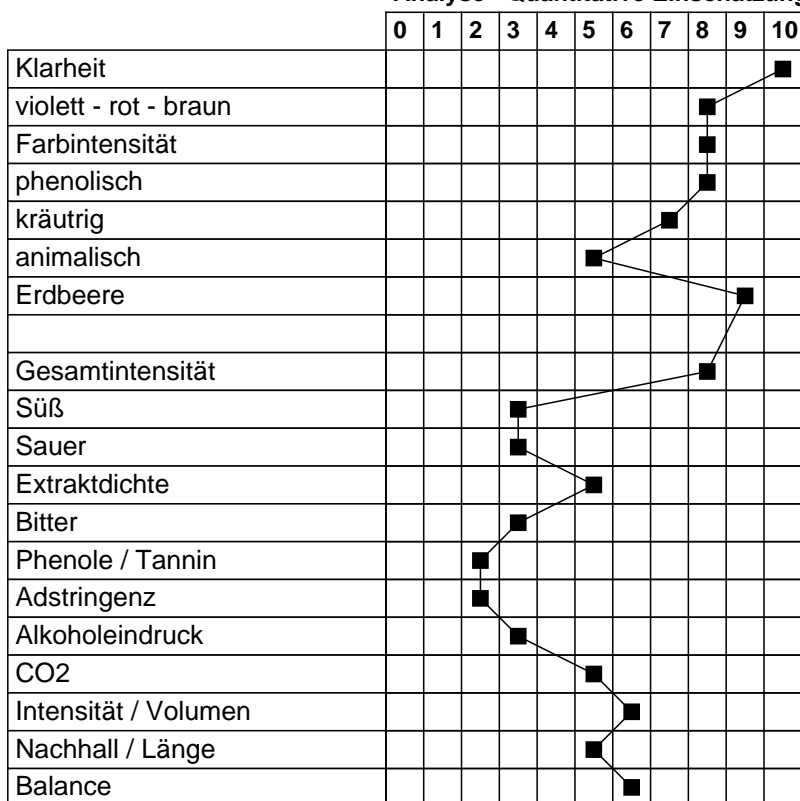 0 1 2 3 4 5 6 7 8 9 10
Klarheit
violett - rot - braun
Farbintensität
phenolisch
kräutrig
animalisch
Erdbeere
Gesamtintensität
Süß
Sauer
Extraktdichte
Bitter
Phenole / Tannin
Adstringenz
Alkoholeindruck
CO2
Intensität / Volumen
Nachhall / Länge
Balance